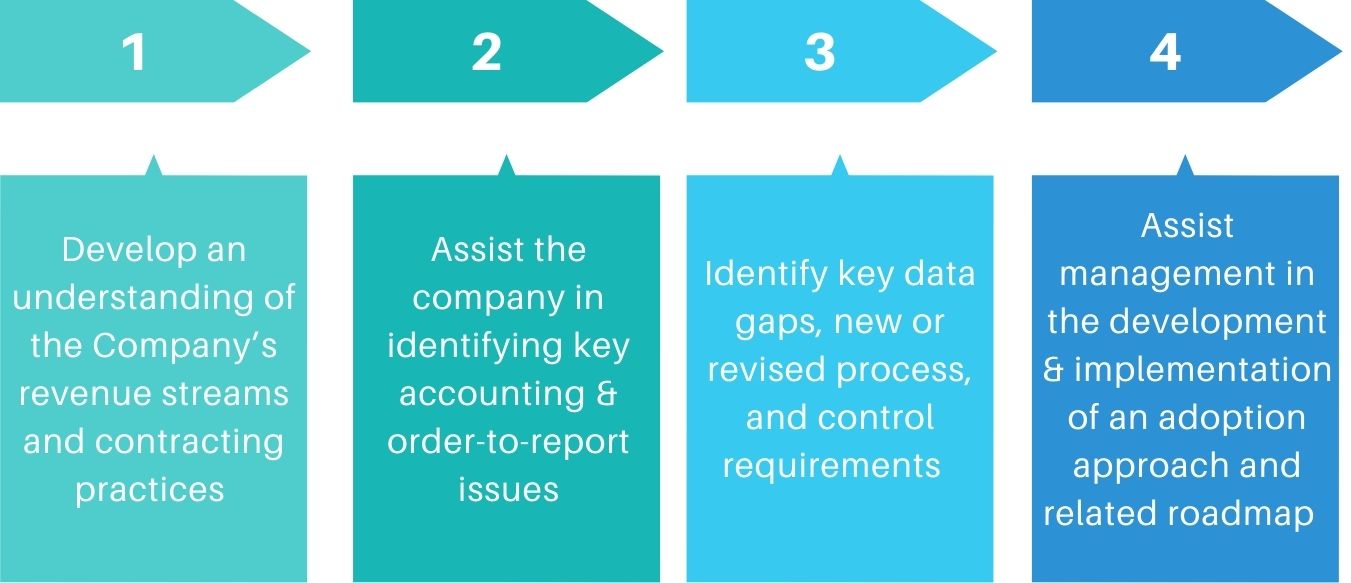 1
Develop an
understanding of
the Company’s
revenue streams
and contracting
practices
2
Assist the
company in
identifying key
accounting &
order-to-report
issues
3
Identify key data
gaps, new or
revised process,
and control
requirements
4
Assist
management in
the development
& implementation
of an adoption
approach and
related roadmap